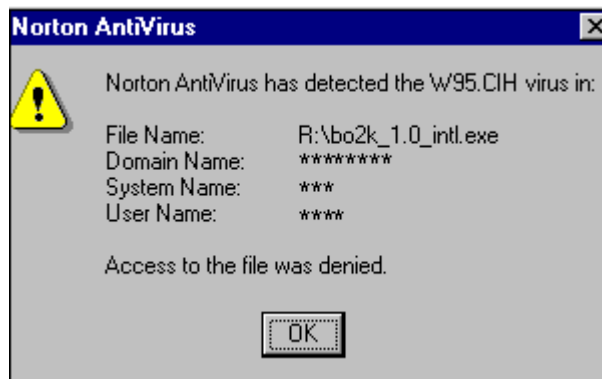 Norton AntiVirus
Norton AntiVirus has detected the W95.CIH virus in:
File Name: R:\bo2k_1.0_intl.exe
Domain Name: ********
System Name: ***
User Name: ****
Access to the file was denied.
OK